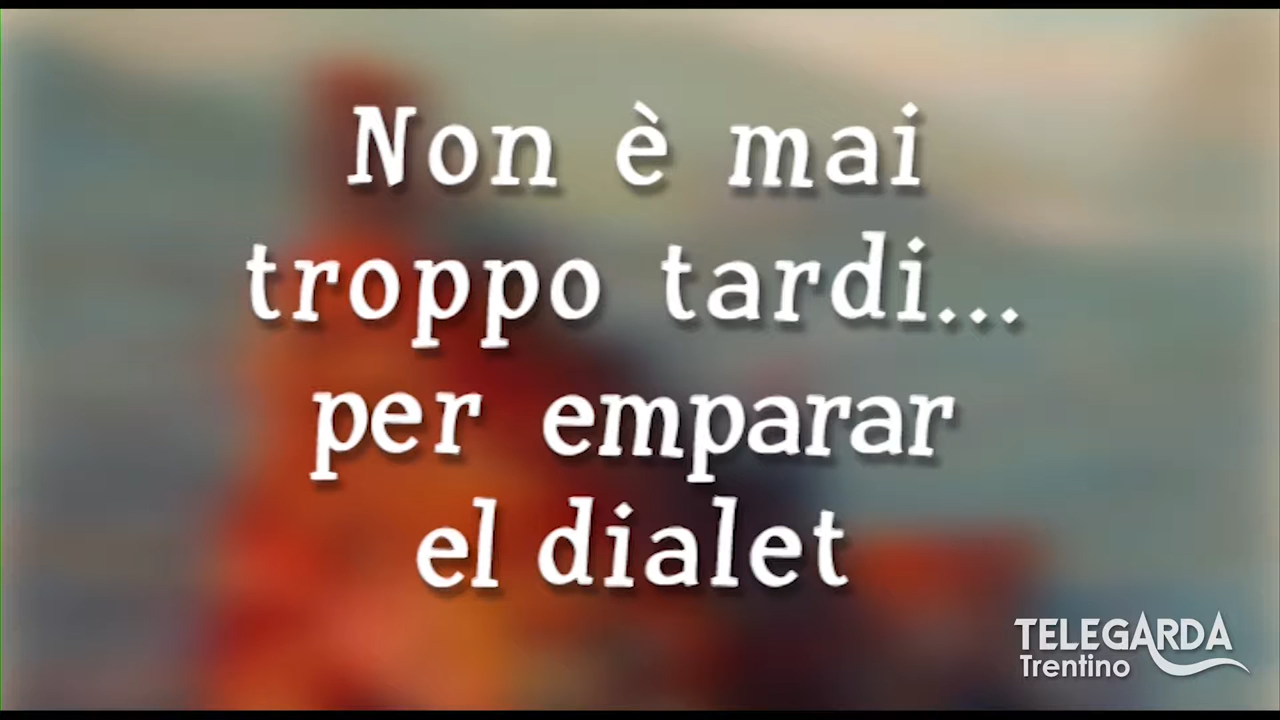 Non è mai
troppo tardi...
per emparar
el dialet
TELEGARDA
Trentino